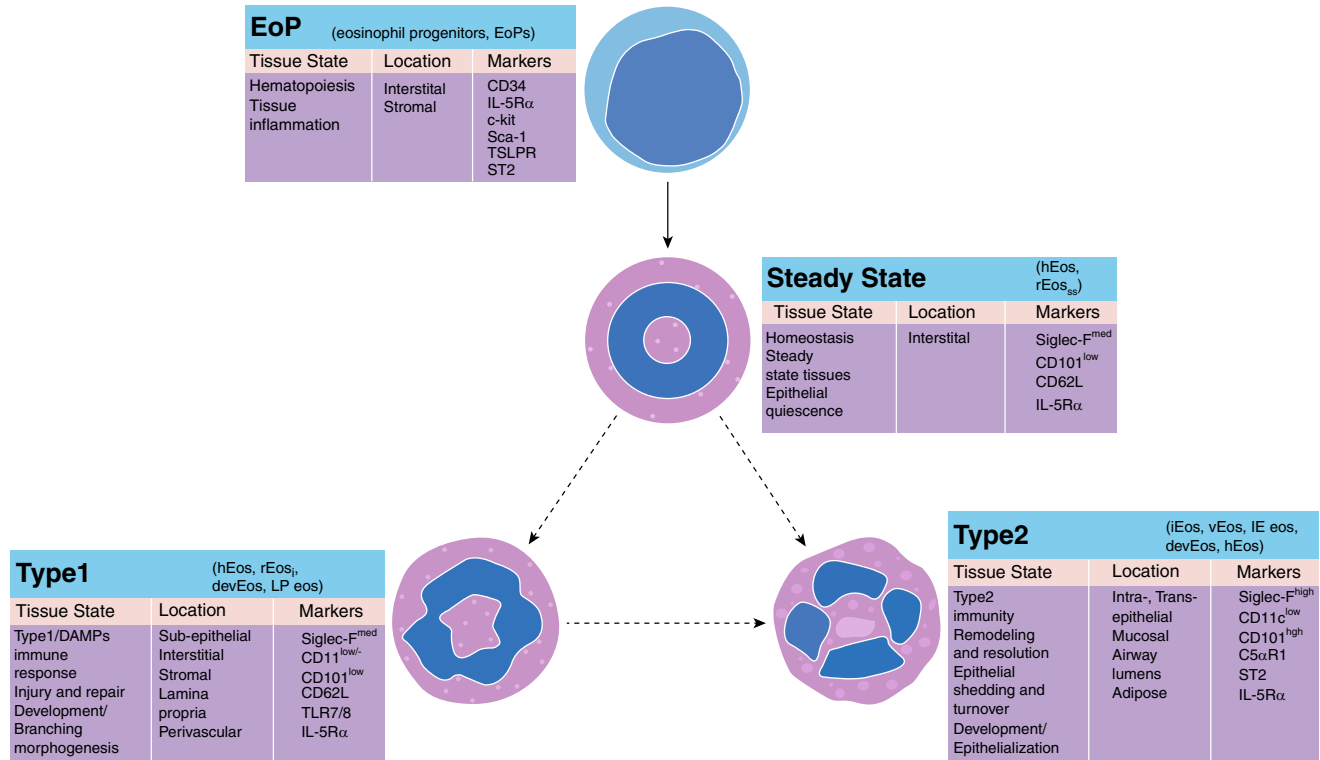 EoP (eosinophil progenitors, EoPs)
Tissue State Location Markers
Hematopoiesis
Tissue
inflammation
Interstital
Stromal
CD34
IL-5Rα
c-kit
Sca-1
TSLPR
ST2
Steady State (hEos,
rEosss)
Tissue State Location Markers
Homeostasis
Steady
state tissues
Epithelial
quiescence
Interstital
Siglec-Fmed
CD101low
CD62L
IL-5Rα
Type1 (hEos, rEosi,
devEos, LP eos)
Tissue State Location Markers
Type1/DAMPs
immune
response
Injury and repair
Development/
Branching
morphogenesis
Sub-epithelial
Interstitial
Stromal
Lamina
propria
Perivascular
Siglec-Fmed
CD11low/-
CD101low
CD62L
TLR7/8
IL-5Rα
Type2 (iEos, vEos, IE eos,
devEos, hEos)
Tissue State Location Markers
Type2
immunity
Remodeling
and resolution
Epithelial
shedding and
turnover
Development/
Epithelialization
Intra-, Trans-
epithelial
Mucosal
Airway
lumens
Adipose
Siglec-Fhigh
CD11clow
CD101hgh
C5αR1
ST2
IL-5Rα